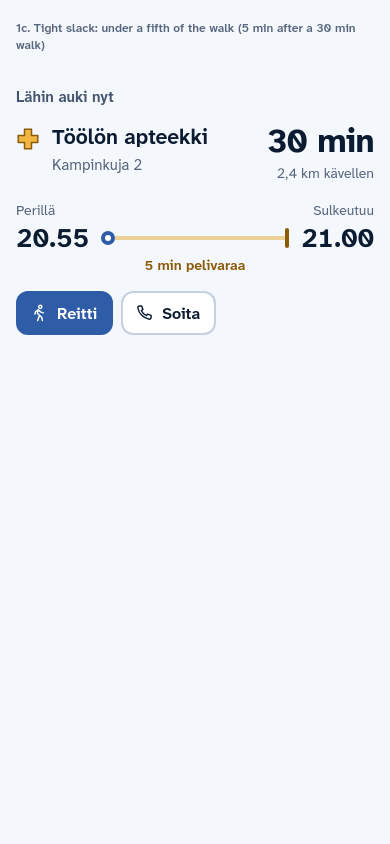 1c. Tight slack: under a fifth of the walk (5 min after a 30 min
walk)
Lähin auki nyt
Töölön apteekki
30 min
Kampinkuja 2
2,4 km kävellen
Perillä
Sulkeutuu
20.55
21.00
5 min pelivaraa
Reitti
Soita